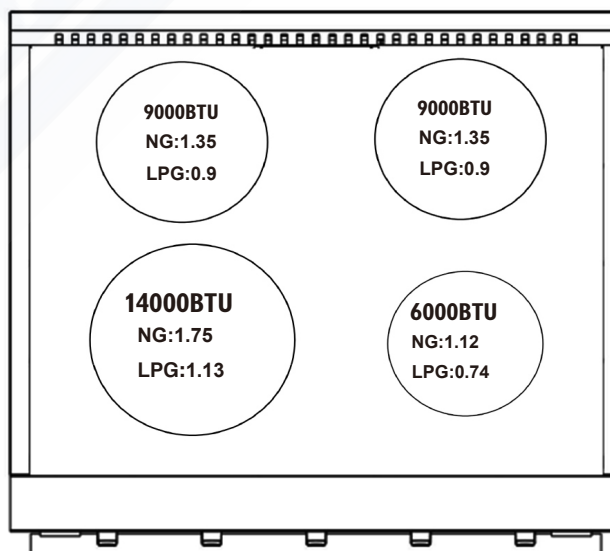 9000BTU
NG:1.35
LPG:0.9
9000BTU
NG:1.35
LPG:0.9
14000BTU
NG:1.75
LPG:1.13
6000BTU
NG:1.12
LPG:0.74